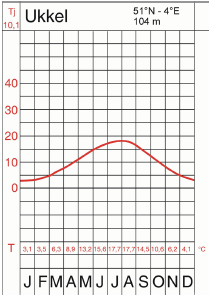 Tj Ukkel 51°N - 4°E
10,1 104 m
40
30
20
10
0
T 3,1 3,5 6,3 8,9 13,2 15,6 17,7 17,7 14,5 10,6 6,2 4,1 °C
J F M A M J J A S O N D